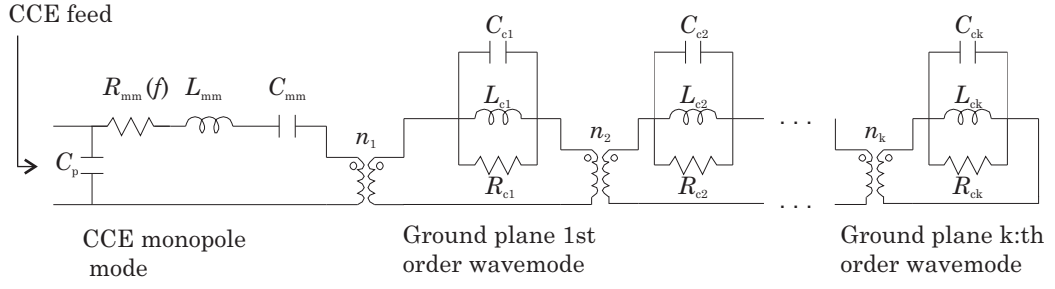 CCE feed
C_c1
C_c2
C_ck
R_mm(f)
L_mm
C_mm
L_c1
L_c2
L_ck
n_1
n_2
n_k
C_p
R_c1
R_c2
R_ck
. . .
. . .
CCE monopole
mode
Ground plane 1st
order wavemode
Ground plane k:th
order wavemode